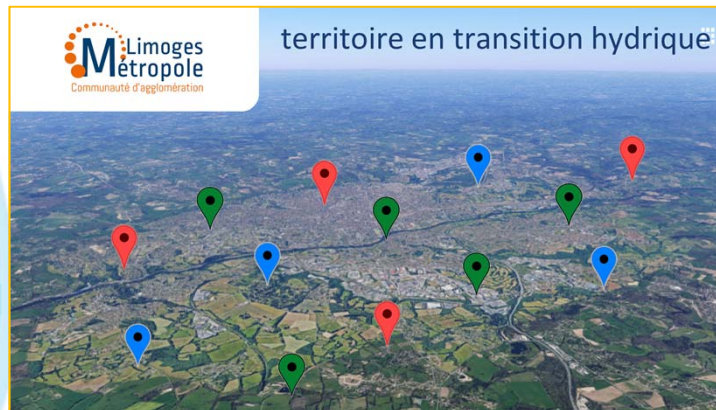 Limoges
Métropole
Communauté d'agglomération
territoire en transition hydrique